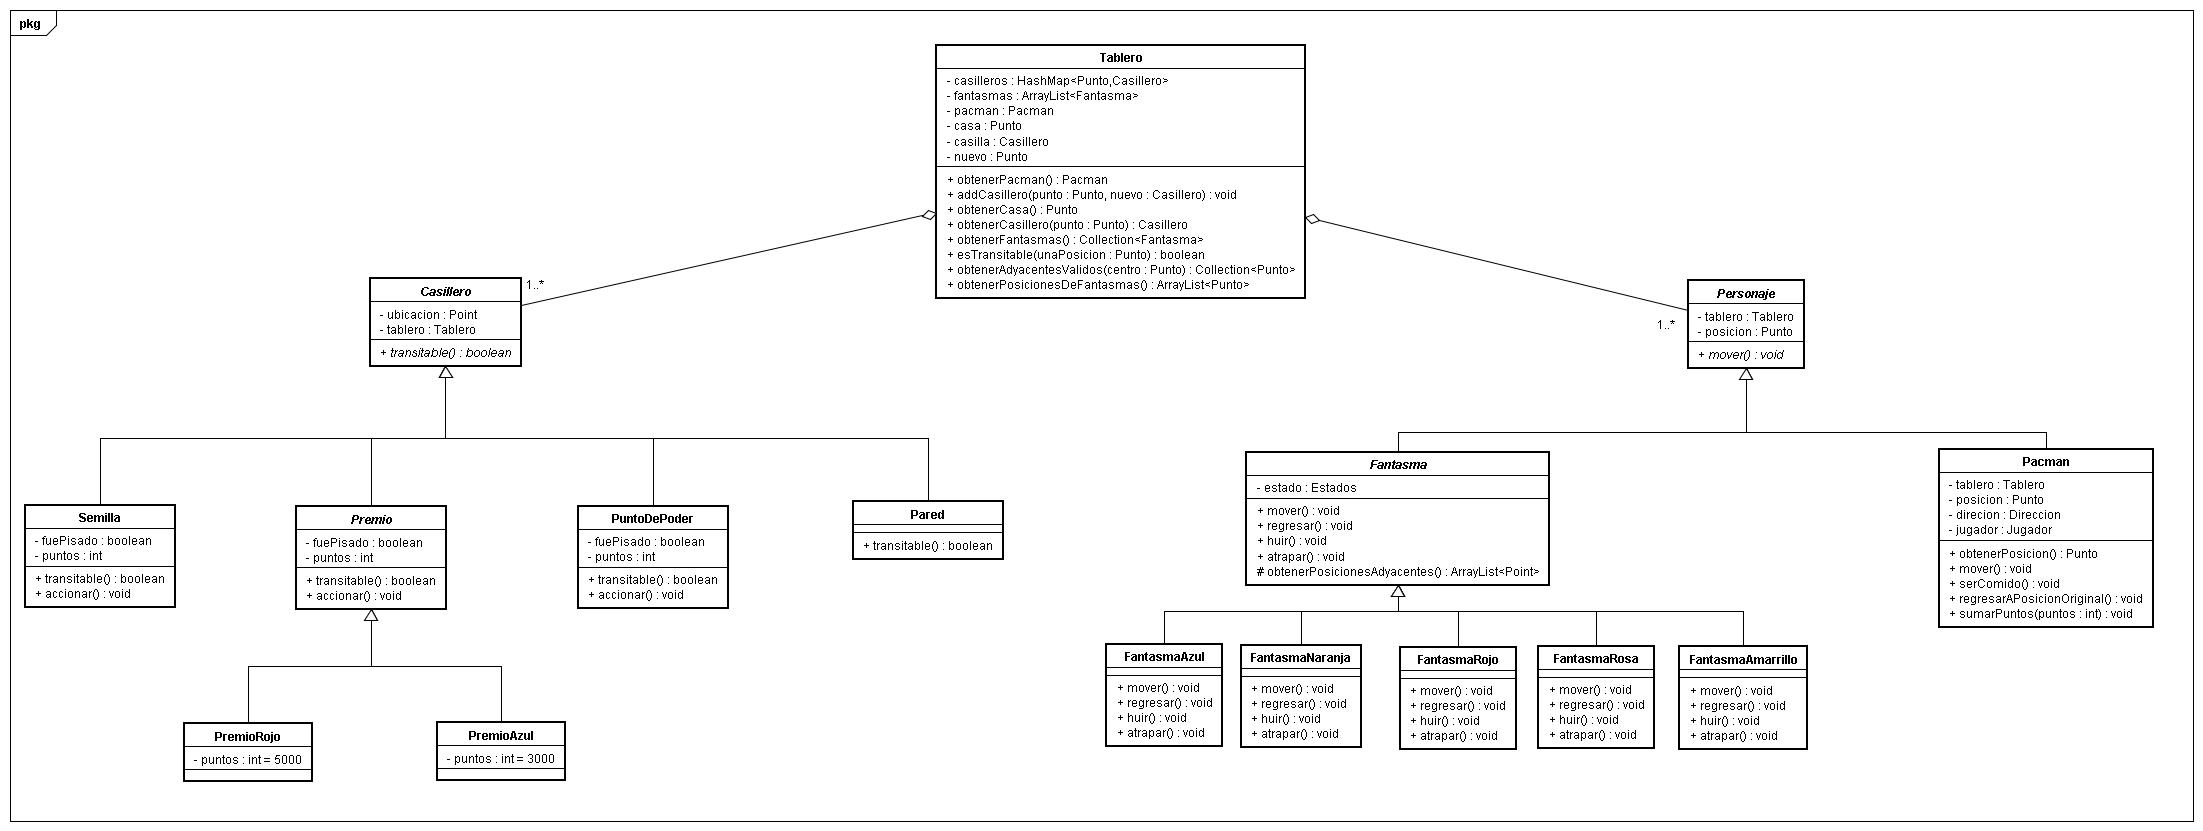 pkg
Tablero
- casilleros : HashMap<Punto,Casillero>
- fantasmas : ArrayList<Fantasma>
- pacman : Pacman
- casa : Punto
- casilla : Casillero
- nuevo : Punto
+ obtenerPacman() : Pacman
+ addCasillero(punto : Punto, nuevo : Casillero) : void
+ obtenerCasa() : Punto
+ obtenerCasillero(punto : Punto) : Casillero
+ obtenerFantasmas() : Collection<Fantasma>
+ esTransitable(unaPosicion : Punto) : boolean
+ obtenerAdyacentesValidos(centro : Punto) : Collection<Punto>
+ obtenerPosicionesDeFantasmas() : ArrayList<Punto>
1..*
1..*
Casillero
- ubicacion : Point
- tablero : Tablero
+ transitable() : boolean
Personaje
- tablero : Tablero
- posicion : Punto
+ mover() : void
Semilla
- fuePisado : boolean
- puntos : int
+ transitable() : boolean
+ accionar() : void
Premio
- fuePisado : boolean
- puntos : int
+ transitable() : boolean
+ accionar() : void
PuntoDePoder
- fuePisado : boolean
- puntos : int
+ transitable() : boolean
+ accionar() : void
Pared
+ transitable() : boolean
Fantasma
- estado : Estados
+ mover() : void
+ regresar() : void
+ huir() : void
+ atrapar() : void
# obtenerPosicionesAdyacentes() : ArrayList<Point>
Pacman
- tablero : Tablero
- posicion : Punto
- direcion : Direccion
- jugador : Jugador
+ obtenerPosicion() : Punto
+ mover() : void
+ serComido() : void
+ regresarAPosicionOriginal() : void
+ sumarPuntos(puntos : int) : void
PremioRojo
- puntos : int = 5000
PremioAzul
- puntos : int = 3000
FantasmaAzul
+ mover() : void
+ regresar() : void
+ huir() : void
+ atrapar() : void
FantasmaNaranja
+ mover() : void
+ regresar() : void
+ huir() : void
+ atrapar() : void
FantasmaRojo
+ mover() : void
+ regresar() : void
+ huir() : void
+ atrapar() : void
FantasmaRosa
+ mover() : void
+ regresar() : void
+ huir() : void
+ atrapar() : void
FantasmaAmarrillo
+ mover() : void
+ regresar() : void
+ huir() : void
+ atrapar() : void